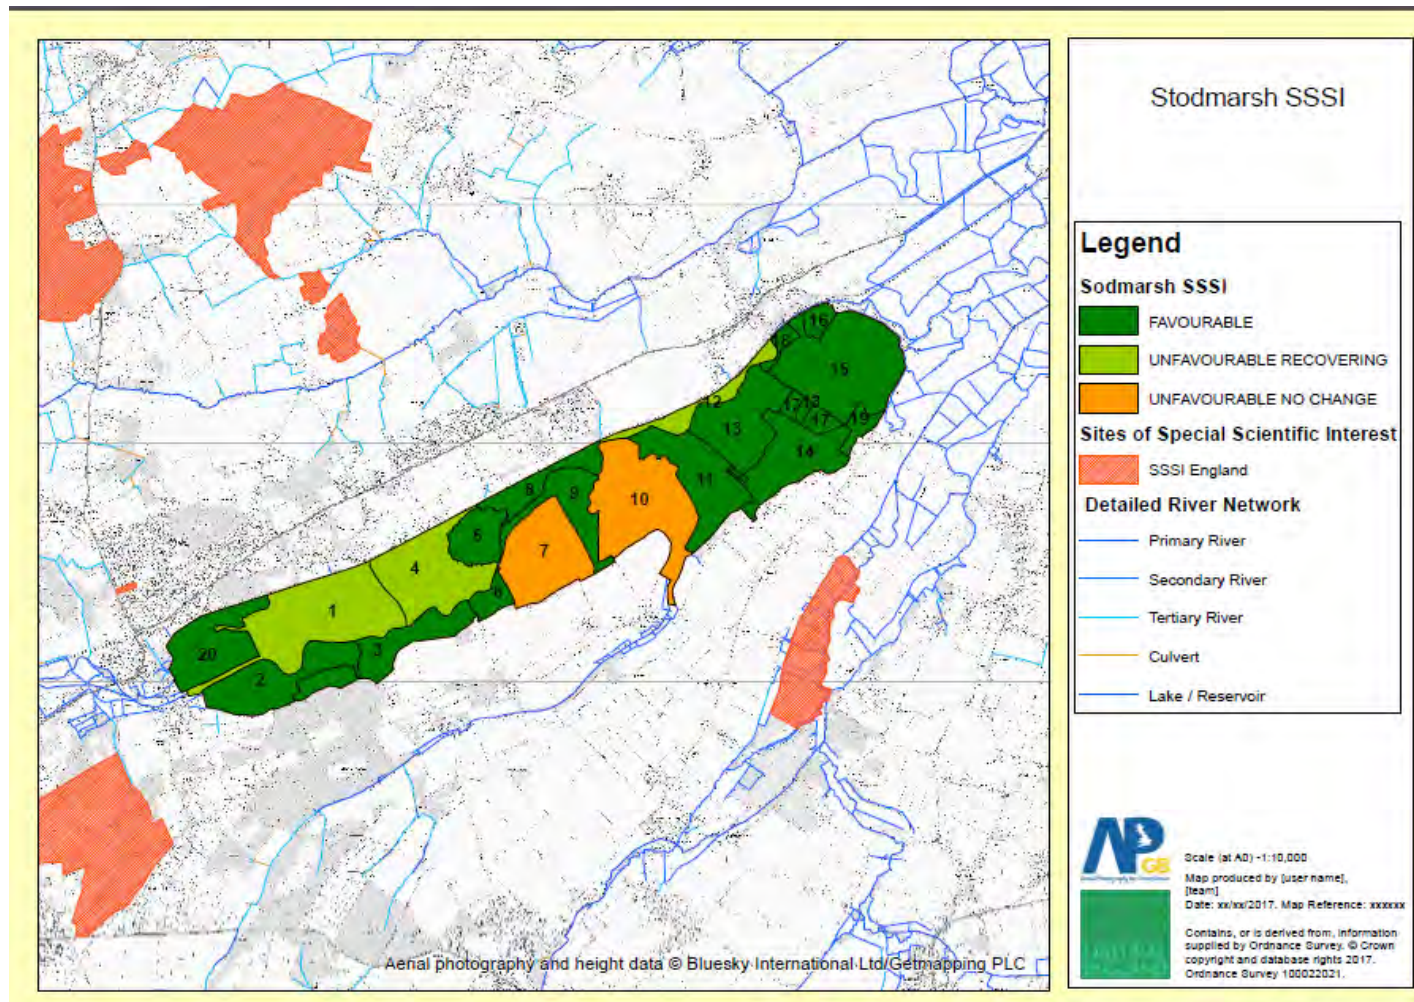 Stodmarsh SSSI
Legend
Sodmarsh SSSI
FAVOURABLE
UNFAVOURABLE RECOVERING
UNFAVOURABLE NO CHANGE
Sites of Special Scientific Interest
SSSI England
Detailed River Network
Primary River
Secondary River
Tertiary River
Culvert
Lake / Reservoir
16
15
12
13
17
19
14
13
11
10
8
9
7
4
1
3
20
2
Aerial photography and height data © Bluesky International Ltd/Getmapping PLC
AP
GB
Scale (at A0) -1:10,000
Map produced by [user name],
[team]
Date: xx/xx/2017. Map Reference: xxxxxx
Contains, or is derived from, information
supplied by Ordnance Survey. © Crown
copyright and database rights 2017.
Ordnance Survey 100022021.